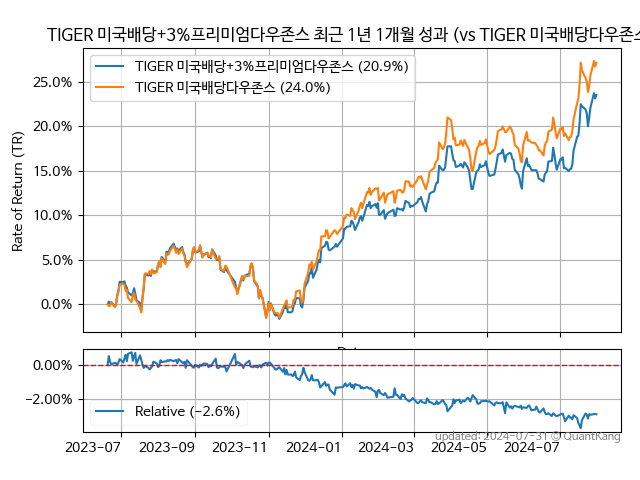 TIGER 미국배당+3%프리미엄다우존스 최근 1년 1개월 성과 (vs TIGER 미국배당다우존스
TIGER 미국배당+3%프리미엄다우존스 (20.9%)
TIGER 미국배당다우존스 (24.0%)
Rate of Return (TR)
25.0%
20.0%
15.0%
10.0%
5.0%
0.0%
0.00%
−2.00%
Relative (−2.6%)
updated: 2024-07-31 © QuantKang
2023-07 2023-09 2023-11 2024-01 2024-03 2024-05 2024-07